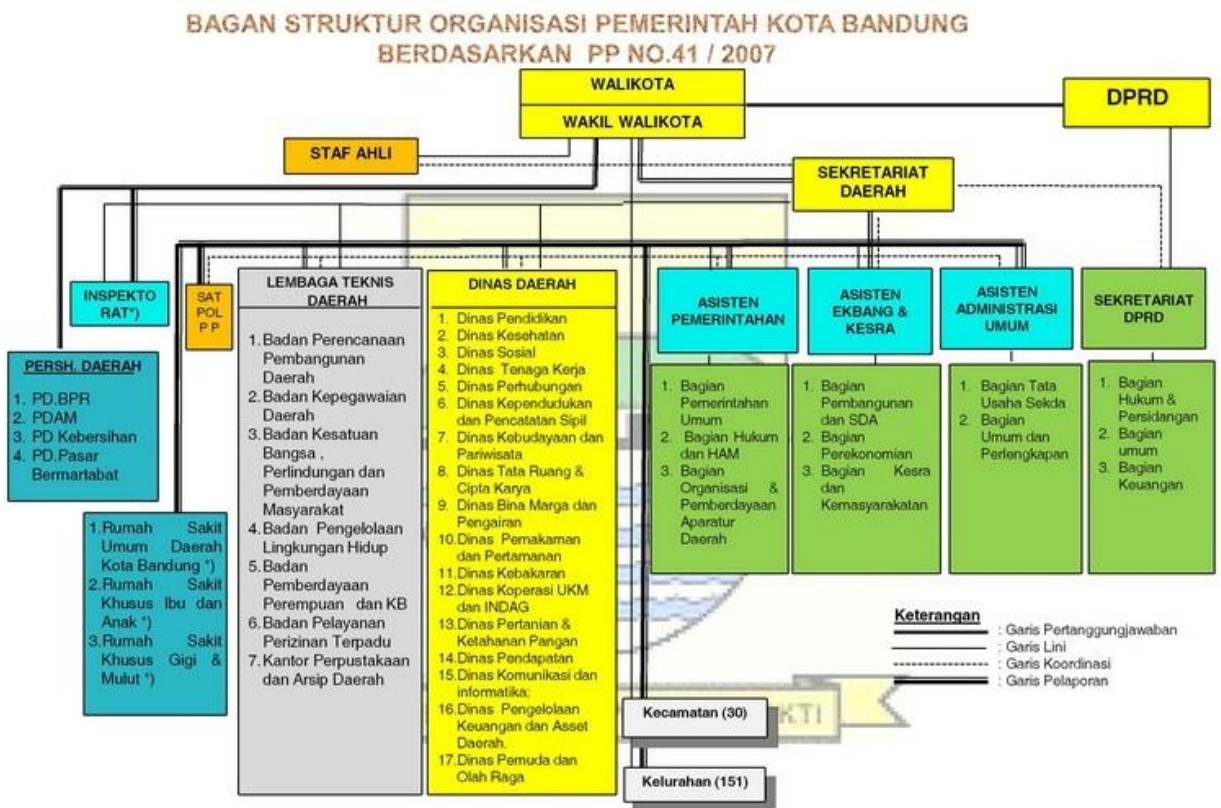 BAGAN STRUKTUR ORGANISASI PEMERINTAH KOTA BANDUNG
BERDASARKAN PP NO.41 / 2007
WALIKOTA
WAKIL WALIKOTA
DPRD
STAF AHLI
SEKRETARIAT
DAERAH
INSPEKTO
RAT*)
SAT
POL
P P
LEMBAGA TEKNIS
DAERAH
1.Badan Perencanaan
Pembangunan
Daerah
2.Badan Kepegawaian
Daerah
3.Badan Kesatuan
Bangsa ,
Perlindungan dan
Pemberdayaan
Masyarakat
4.Badan Pengelolaan
Lingkungan Hidup
5.Badan
Pemberdayaan
Perempuan dan KB
6.Badan Pelayanan
Perizinan Terpadu
7.Kantor Perpustakaan
dan Arsip Daerah
DINAS DAERAH
1. Dinas Pendidikan
2. Dinas Kesehatan
3. Dinas Sosial
4. Dinas Tenaga Kerja
5. Dinas Perhubungan
6. Dinas Kependudukan
dan Pencatatan Sipil
7. Dinas Kebudayaan dan
Pariwisata
8. Dinas Tata Ruang &
Cipta Karya
9. Dinas Bina Marga dan
Pengairan
10.Dinas Pemakaman
dan Pertamanan
11.Dinas Kebakaran
12.Dinas Koperasi UKM
dan INDAG
13.Dinas Pertanian &
Ketahanan Pangan
14.Dinas Pendapatan
15.Dinas Komunikasi dan
informatika;
16.Dinas Pengelolaan
Keuangan dan Asset
Daerah.
17.Dinas Pemuda dan
Olah Raga
ASISTEN
PEMERINTAHAN
1. Bagian
Pemerintahan
Umum
2. Bagian Hukum
dan HAM
3. Bagian
Organisasi &
Pemberdayaan
Aparatur
Daerah
ASISTEN
EKBANG &
KESRA
1. Bagian
Pembangunan
dan SDA
2. Bagian
Perekonomian
3. Bagian Kesra
dan
Kemasyarakatan
ASISTEN
ADMINISTRASI
UMUM
1. Bagian Tata
Usaha Sekda
2. Bagian
Umum dan
Perlengkapan
SEKRETARIAT
DPRD
1. Bagian
Hukum &
Persidangan
2. Bagian
umum
3. Bagian
Keuangan
PERSH. DAERAH
1. PD.BPR
2. PDAM
3. PD Kebersihan
4. PD.Pasar
Bermartabat
1.Rumah Sakit
Umum Daerah
Kota Bandung *)
2.Rumah Sakit
Khusus Ibu dan
Anak *)
3.Rumah Sakit
Khusus Gigi &
Mulut *)
Kecamatan (30)
Kelurahan (151)
KTI
Keterangan
: Garis Pertanggungjawaban
: Garis Lini
: Garis Koordinasi
: Garis Pelaporan